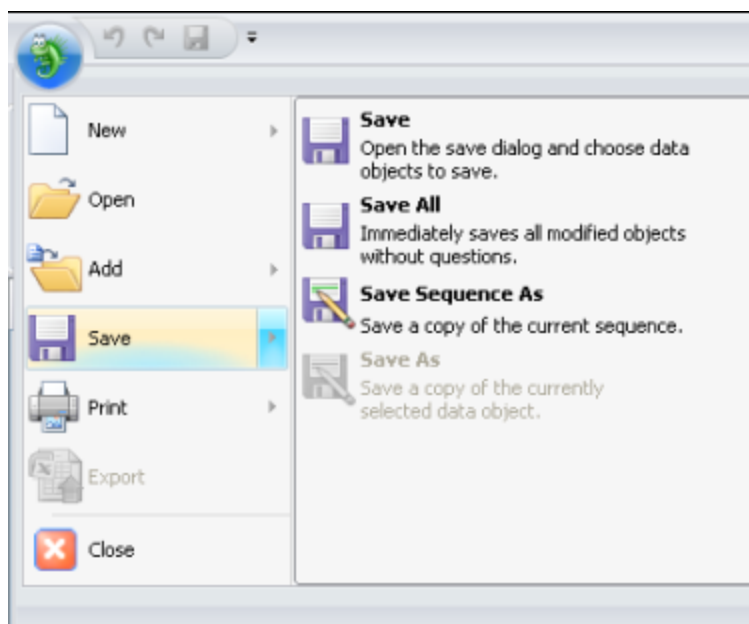 New
Open
Add
Save
Print
Export
Close
Save
Open the save dialog and choose data
objects to save.
Save All
Immediately saves all modified objects
without questions.
Save Sequence As
Save a copy of the current sequence.
Save As
Save a copy of the currently
selected data object.